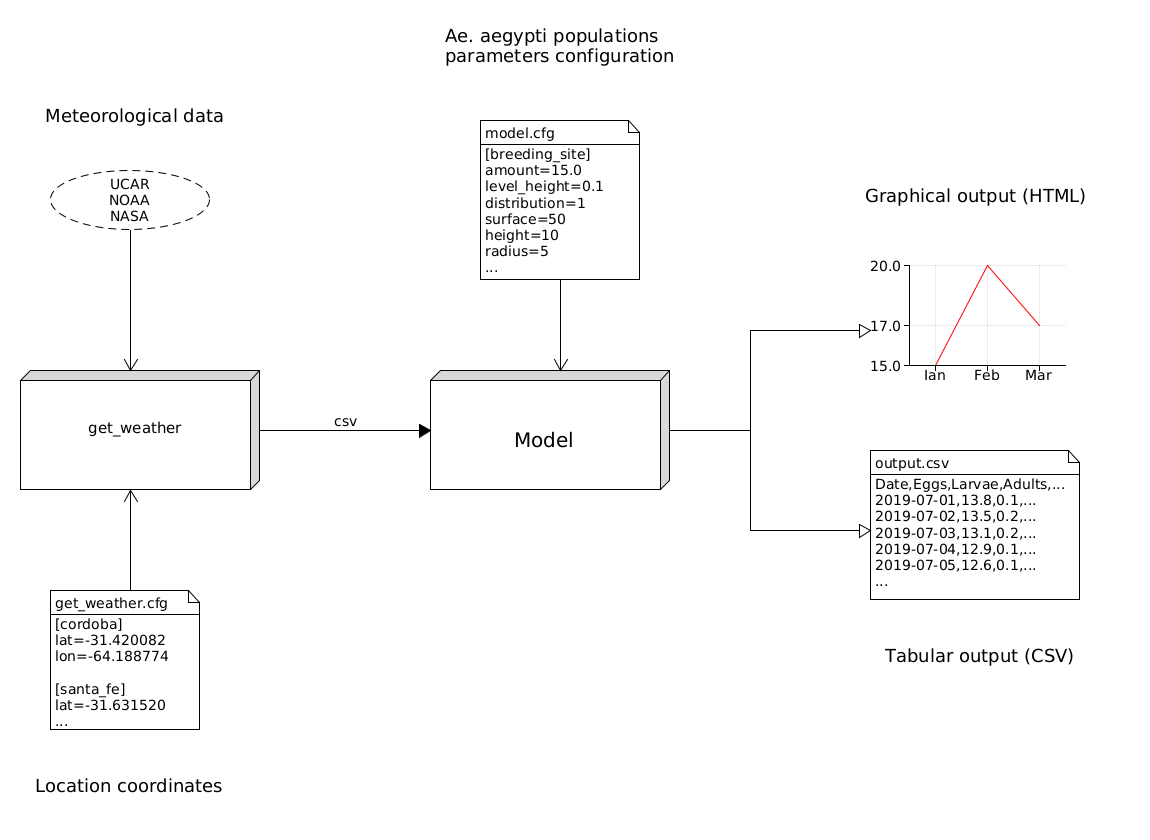 Ae. aegypti populations
parameters configuration
Meteorological data
UCAR
NOAA
NASA
model.cfg
[breeding_site]
amount=15.0
level_height=0.1
distribution=1
surface=50
height=10
radius=5
...
Graphical output (HTML)
20.0
17.0
15.0
Jan Feb Mar
get_weather
csv
Model
output.csv
Date,Eggs,Larvae,Adults,...
2019-07-01,13.8,0.1,...
2019-07-02,13.5,0.2,...
2019-07-03,13.1,0.2,...
2019-07-04,12.9,0.1,...
2019-07-05,12.6,0.1,...
...
Tabular output (CSV)
get_weather.cfg
[cordoba]
lat=-31.420082
lon=-64.188774
[santa_fe]
lat=-31.631520
...
Location coordinates